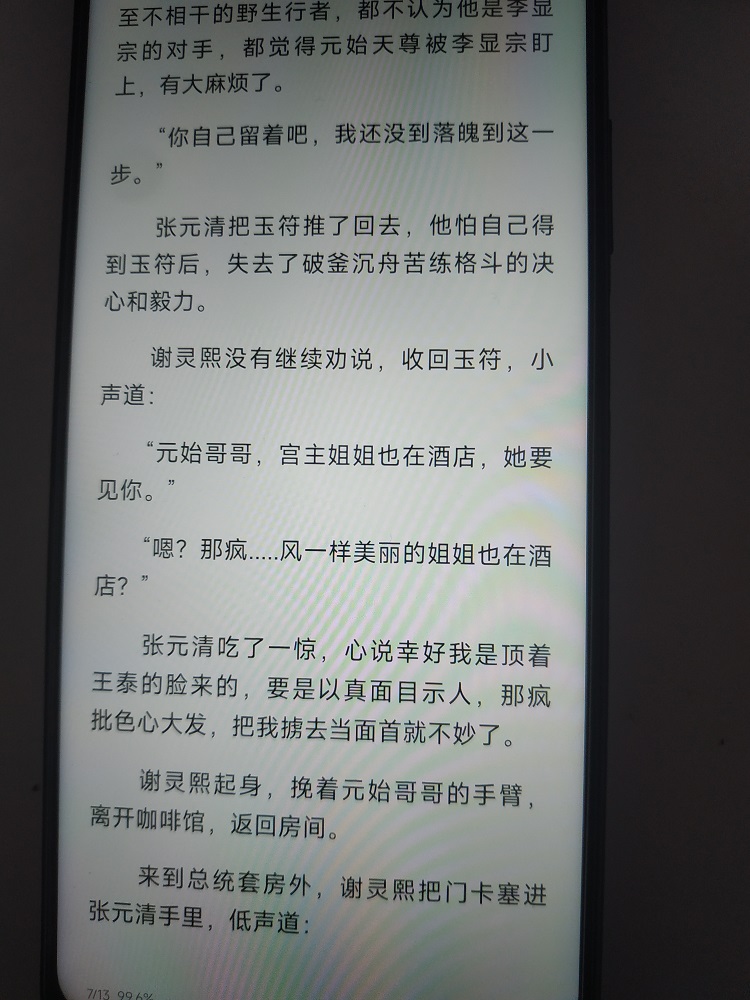 至不相干的野生行者，都不认为他是李显
宗的对手，都觉得元始天尊被李显宗盯
上，有大麻烦了。
“你自己留着吧，我还没到落魄到这一
步。”
张元清把玉符推了回去，他怕自己得
到玉符后，失去了破釜沉舟苦练格斗的决
心和毅力。
谢灵熙没有继续劝说，收回玉符，小
声道：
“元始哥哥，宫主姐姐也在酒店，她要
见你。”
“嗯？那疯.....风一样美丽的姐姐也在酒
店？”
张元清吃了一惊，心说幸好我是顶着
王泰的脸来的，要是以真面目示人，那疯
批色心大发，把我掳去当面首就不妙了。
谢灵熙起身，挽着元始哥哥的手臂，
离开咖啡馆，返回房间。
来到总统套房外，谢灵熙把门卡塞进
张元清手里，低声道：
7/13 99.6%